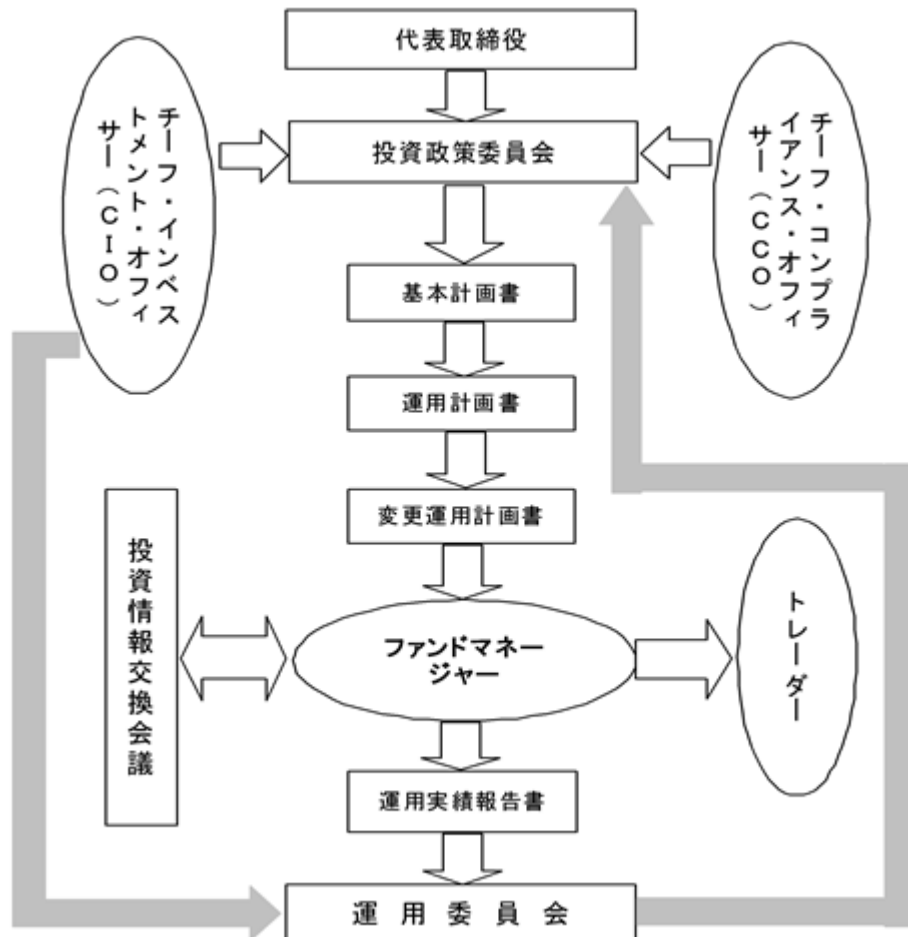 代表取締役
チーフ・インベス
トメント・オフィ
サー（ＣＩＯ）
投資政策委員会
チーフ・コンプラ
イアンス・オフィ
サー（ＣＣＯ）
基本計画書
運用計画書
変更運用計画書
投資情報交換会議
ファンドマネー
ジャー
トレーダー
運用実績報告書
運用委員会